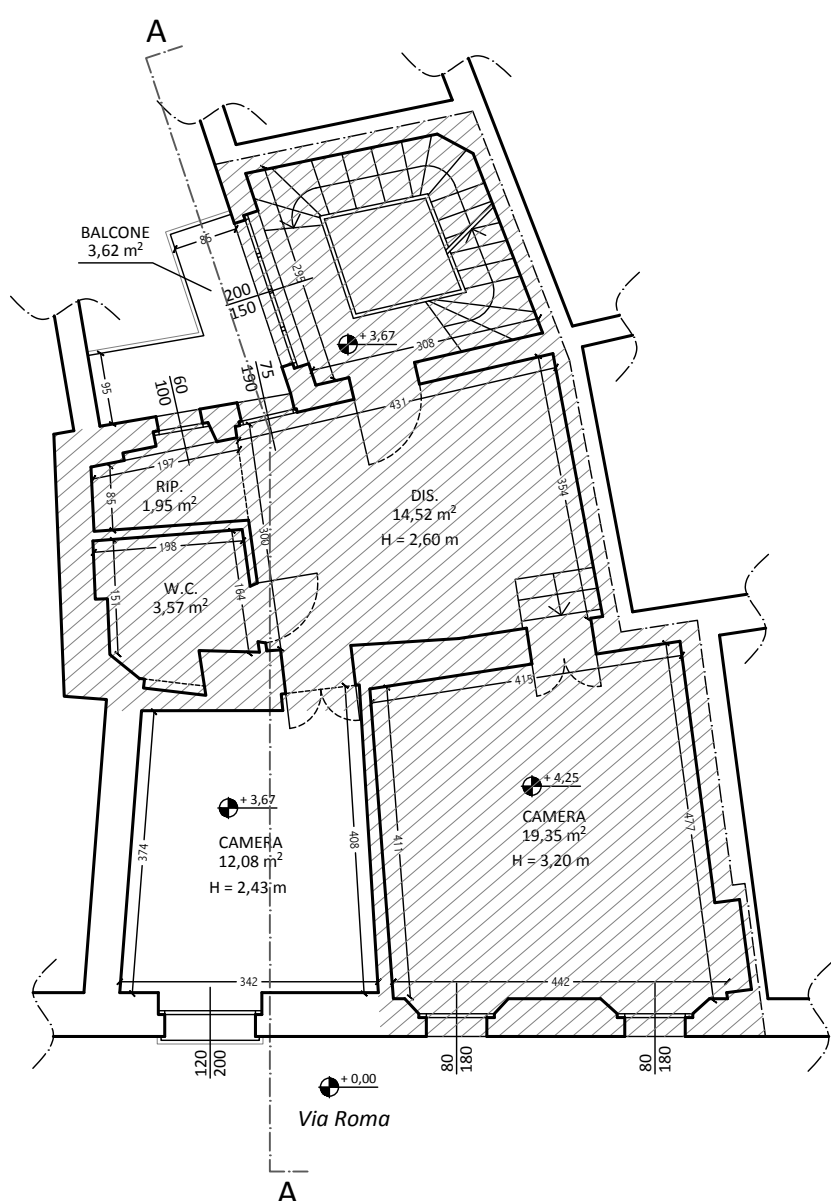 A
BALCONE
3,62 m²
86
200
150
295
+ 3,67
308
95
60
100
75
190
431
197
RIP.
1,95 m²
85
DIS.
14,52 m²
H = 2,60 m
354
300
198
W.C.
3,57 m²
151
164
415
+ 3,67
CAMERA
12,08 m²
H = 2,43 m
374
408
+ 4,25
CAMERA
19,35 m²
H = 3,20 m
411
477
342
442
120
200
80
180
80
180
+ 0,00
Via Roma
A